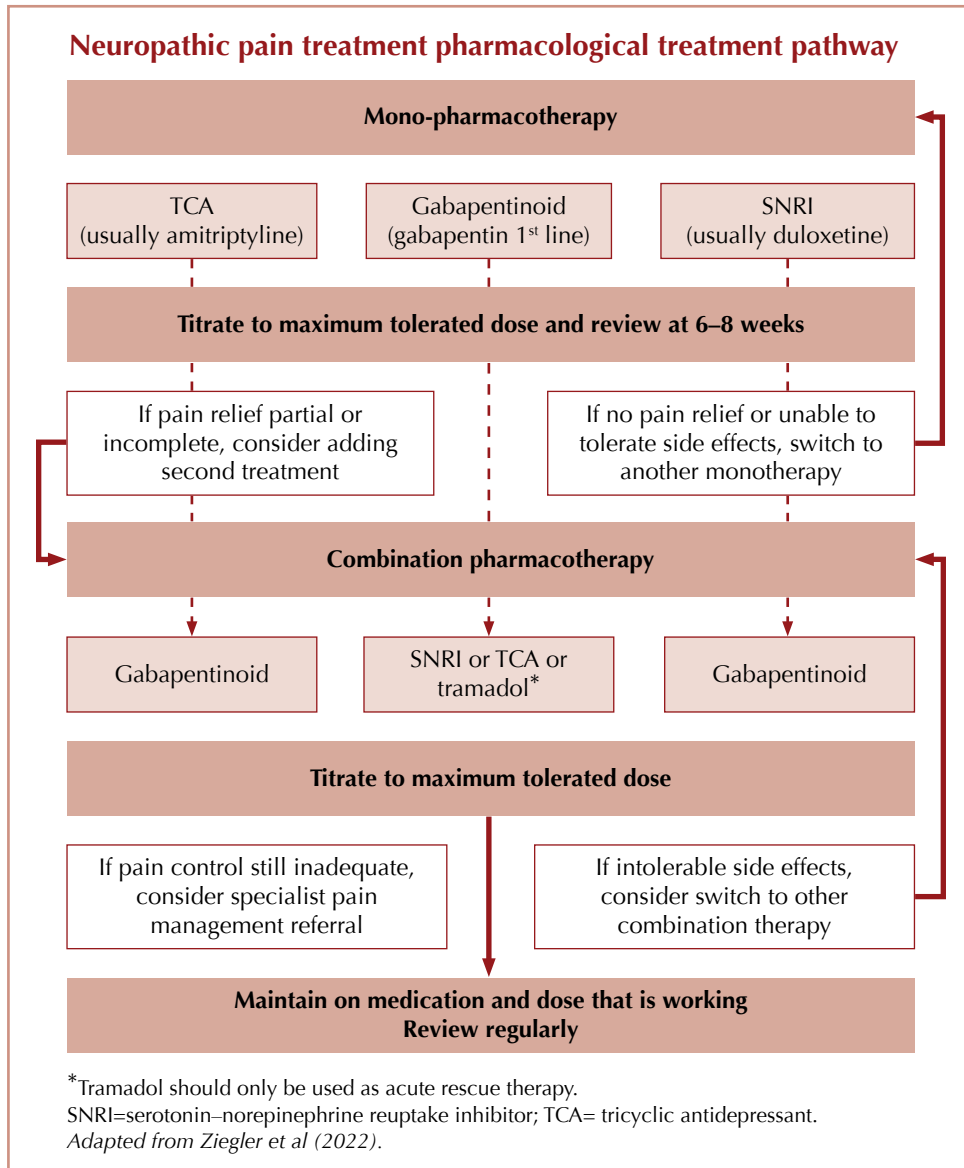 Neuropathic pain treatment pharmacological treatment pathway
Mono-pharmacotherapy
TCA
(usually amitriptyline)
Gabapentinoid
(gabapentin 1st line)
SNRI
(usually duloxetine)
Titrate to maximum tolerated dose and review at 6–8 weeks
If pain relief partial or
incomplete, consider adding
second treatment
If no pain relief or unable to
tolerate side effects, switch to
another monotherapy
Combination pharmacotherapy
Gabapentinoid
SNRI or TCA or
tramadol*
Gabapentinoid
Titrate to maximum tolerated dose
If pain control still inadequate,
consider specialist pain
management referral
If intolerable side effects,
consider switch to other
combination therapy
Maintain on medication and dose that is working
Review regularly
*Tramadol should only be used as acute rescue therapy.
SNRI=serotonin–norepinephrine reuptake inhibitor; TCA= tricyclic antidepressant.
Adapted from Ziegler et al (2022).